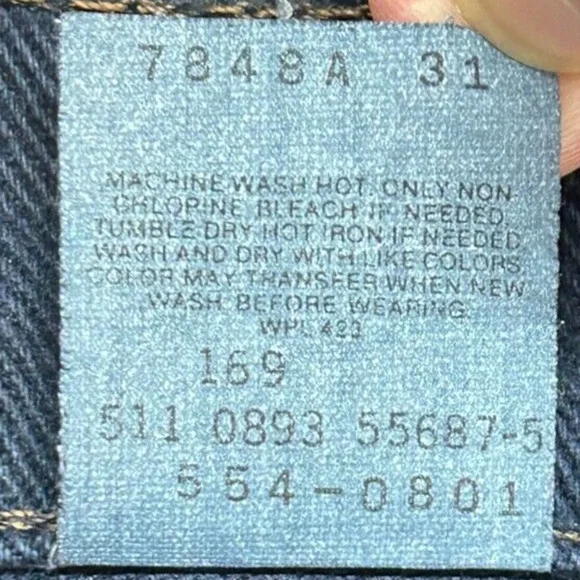 7848A 31
MACHINE WASH HOT. ONLY NON
CHLORINE BLEACH IF NEEDED.
TUMBLE DRY HOT IRON IF NEEDED
WASH AND DRY WITH LIKE COLORS
COLOR MAY TRANSFER WHEN NEW
WASH BEFORE WEARING.
WPL 423
169
511 0893 55687-5
554-0801